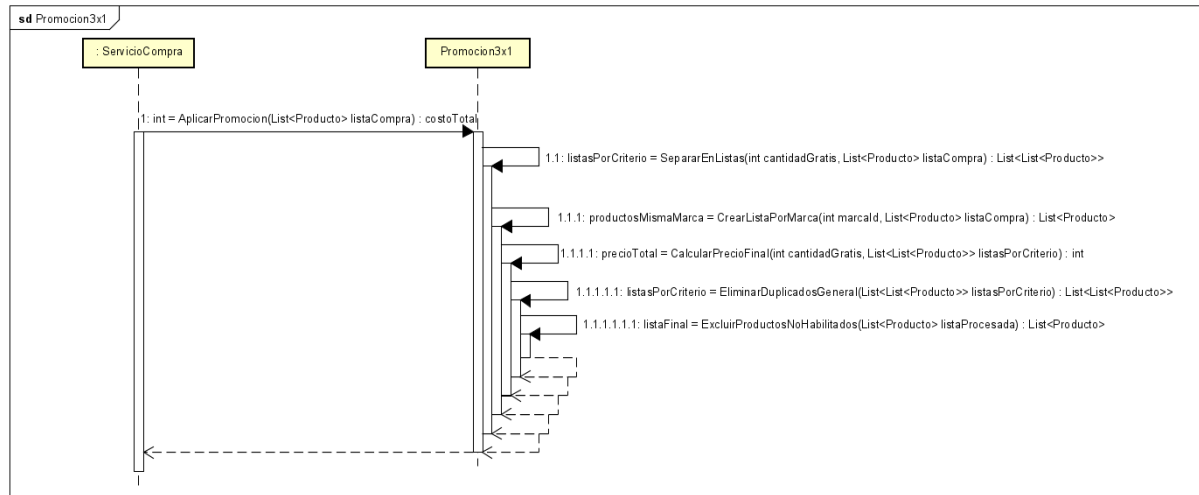 sd Promocion3x1
: ServicioCompra
Promocion3x1
1: int = AplicarPromocion(List<Producto> listaCompra) : costoTotal
1.1: listasPorCriterio = SepararEnListas(int cantidadGratis, List<Producto> listaCompra) : List<List<Producto>>
1.1.1: productosMismaMarca = CrearListaPorMarca(int marcaId, List<Producto> listaCompra) : List<Producto>
1.1.1.1: precioTotal = CalcularPrecioFinal(int cantidadGratis, List<List<Producto>> listasPorCriterio) : int
1.1.1.1.1: listasPorCriterio = EliminarDuplicadosGeneral(List<List<Producto>> listasPorCriterio) : List<List<Producto>>
1.1.1.1.1.1: listaFinal = ExcluirProductosNoHabilitados(List<Producto> listaProcesada) : List<Producto>